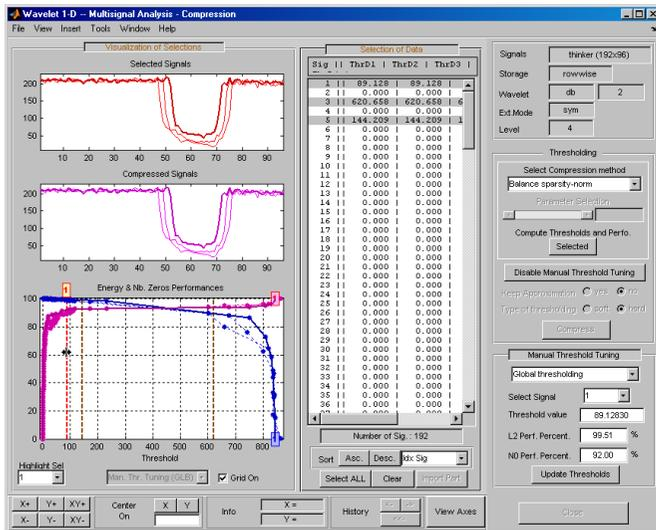 Wavelet 1-D -- Multisignal Analysis - Compression
File View Insert Tools Window Help
Visualization of Selections
Selected Signals
200
150
100
50
10 20 30 40 50 60 70 80 90
Compressed Signals
200
150
100
50
10 20 30 40 50 60 70 80 90
1 Energy & Nb. Zeros Performances 1
100
80
60
40
20
0
1
0 100 200 300 400 500 600 700 800
Threshold
Highlight Sel
1
Man. Thr. Tuning (GLB)
Grid On
Selection of Data
Sig || ThrD1 | ThrD2 | ThrD3 |
1 || 89.128 | 89.128 |
2 || 0.000 | 0.000 |
3 || 620.658 | 620.658 | 6
4 || 0.000 | 0.000 |
5 || 144.209 | 144.209 | 1
6 || 0.000 | 0.000 |
7 || 0.000 | 0.000 |
8 || 0.000 | 0.000 |
9 || 0.000 | 0.000 |
10 || 0.000 | 0.000 |
11 || 0.000 | 0.000 |
12 || 0.000 | 0.000 |
13 || 0.000 | 0.000 |
14 || 0.000 | 0.000 |
15 || 0.000 | 0.000 |
16 || 0.000 | 0.000 |
17 || 0.000 | 0.000 |
18 || 0.000 | 0.000 |
19 || 0.000 | 0.000 |
20 || 0.000 | 0.000 |
21 || 0.000 | 0.000 |
22 || 0.000 | 0.000 |
23 || 0.000 | 0.000 |
24 || 0.000 | 0.000 |
25 || 0.000 | 0.000 |
26 || 0.000 | 0.000 |
27 || 0.000 | 0.000 |
28 || 0.000 | 0.000 |
29 || 0.000 | 0.000 |
30 || 0.000 | 0.000 |
31 || 0.000 | 0.000 |
32 || 0.000 | 0.000 |
33 || 0.000 | 0.000 |
34 || 0.000 | 0.000 |
35 || 0.000 | 0.000 |
36 || 0.000 | 0.000 |
Number of Sig. : 192
Sort Asc. Desc. Idx Sig
Select ALL Clear Import Part
Signals thinker (192x96)
Storage rowwise
Wavelet db 2
Ext.Mode sym
Level 4
Thresholding
Select Compression method
Balance sparsity-norm
Parameter Selection
Compute Thresholds and Perfo.
Selected
Disable Manual Threshold Tuning
Keep Approximation yes no
Type of thresholding soft hard
Compress
Manual Threshold Tuning
Global thresholding
Select Signal 1
Threshold value 89.12830
L2 Perf. Percent. 99.51 %
N0 Perf. Percent. 92.00 %
Update Thresholds
X+ Y+ XY+
X- Y- XY-
Center On X Y
Info X = Y =
History <- -> <<-
View Axes
Close